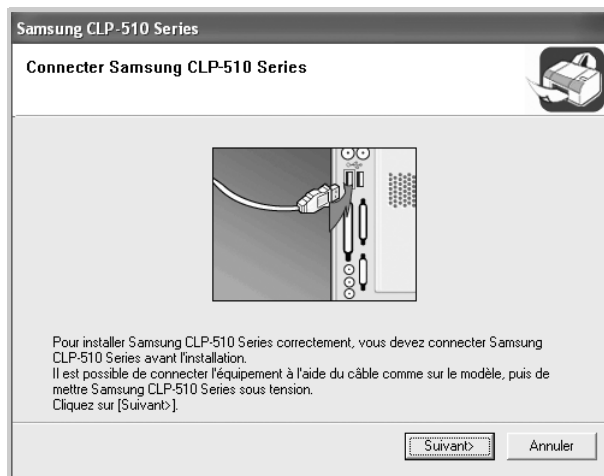 Samsung CLP-510 Series
Connecter Samsung CLP-510 Series
Pour installer Samsung CLP-510 Series correctement, vous devez connecter Samsung
CLP-510 Series avant l'installation.
Il est possible de connecter l'équipement à l'aide du câble comme sur le modèle, puis de
mettre Samsung CLP-510 Series sous tension.
Cliquez sur [Suivant>].
Suivant>
Annuler